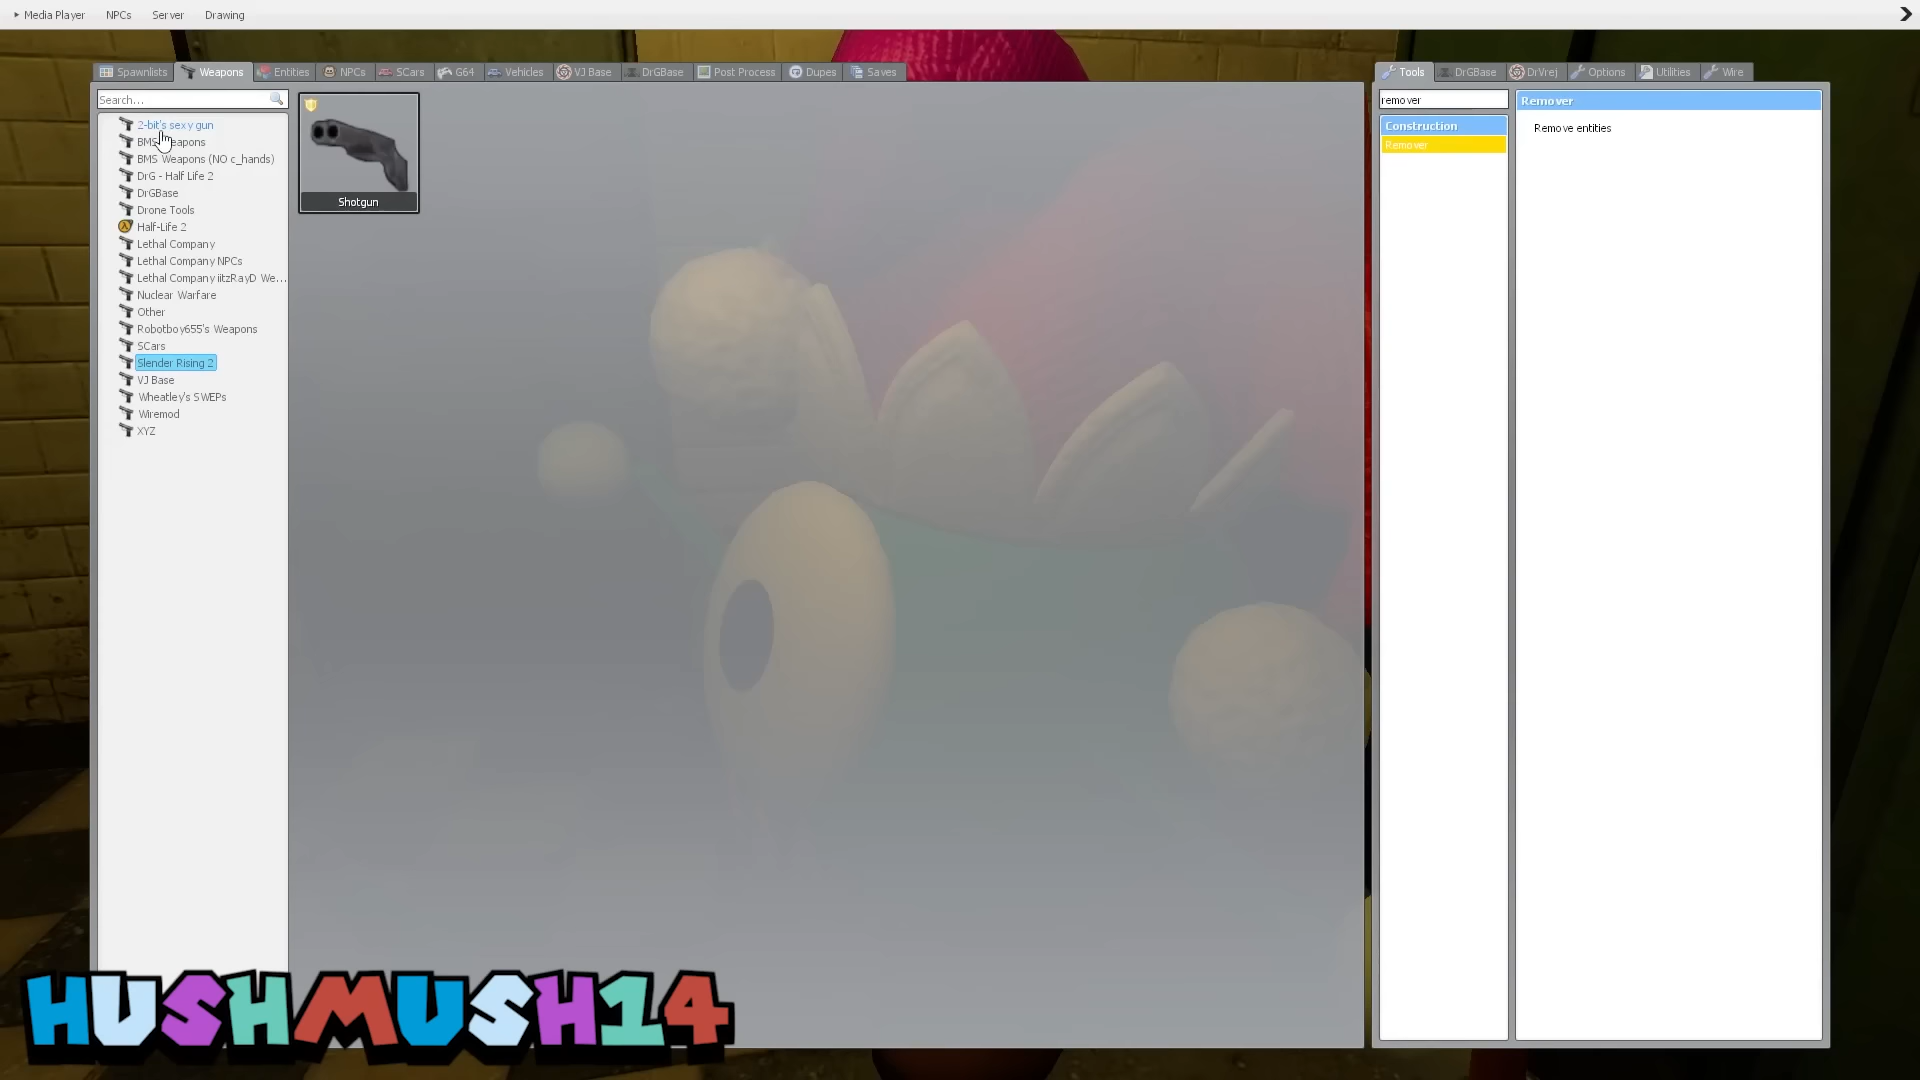 Media Player NPCs Server Drawing
Spawnlists Weapons Entities NPCs SCars G64 Vehicles VJ Base DrGBase Post Process Dupes Saves
Search...
2-bit's sexy gun
BMS Weapons
BMS Weapons (NO c_hands)
DrG - Half Life 2
DrGBase
Drone Tools
Half-Life 2
Lethal Company
Lethal Company NPCs
Lethal Company iitzRayD We...
Nuclear Warfare
Other
Robotboy655's Weapons
SCars
Slender Rising 2
VJ Base
Wheatley's SWEPs
Wiremod
XYZ
Shotgun
Tools DrGBase DrVrej Options Utilities Wire
remover
Construction
Remover
Remover
Remove entities
HUSHMUSH14